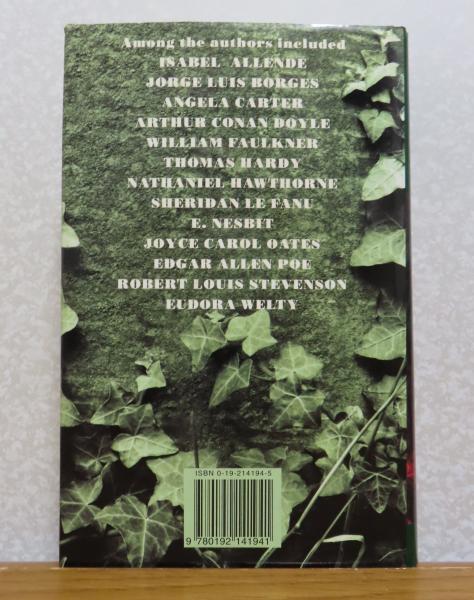 Among the authors included
ISABEL ALLENDE
JORGE LUIS BORGES
ANGELA CARTER
ARTHUR CONAN DOYLE
WILLIAM FAULKNER
THOMAS HARDY
NATHANIEL HAWTHORNE
SHERIDAN LE FANU
E. NESBIT
JOYCE CAROL OATES
EDGAR ALLEN POE
ROBERT LOUIS STEVENSON
EUDORA WELTY
ISBN 0-19-214194-5
9 780192 141941